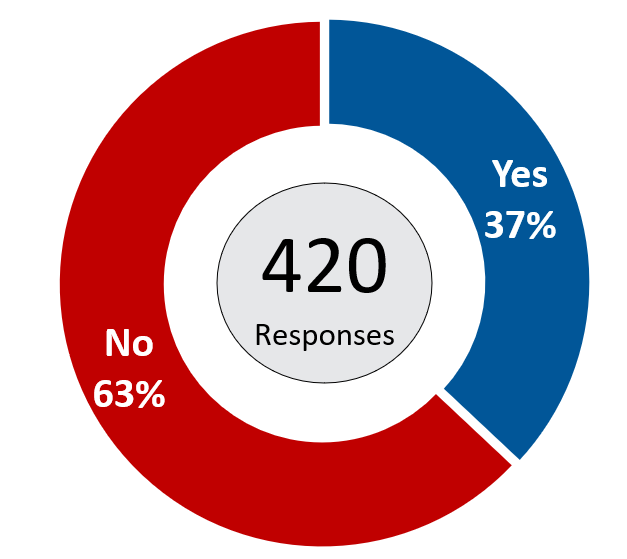 Yes
37%
420
Responses
No
63%